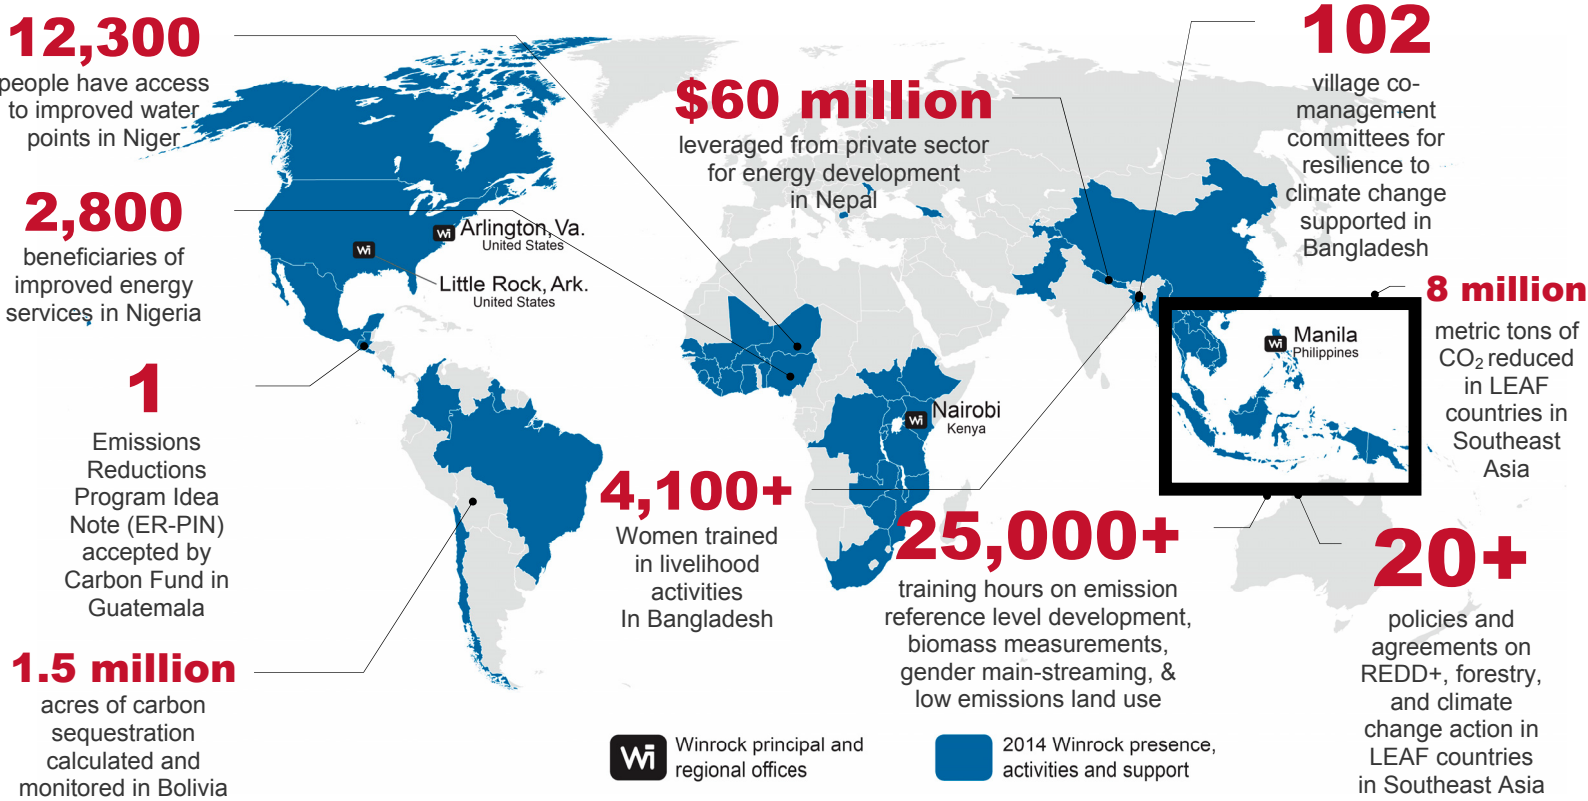 12,300
people have access
to improved water
points in Niger
2,800
beneficiaries of
improved energy
services in Nigeria
1
Emissions
Reductions
Program Idea
Note (ER-PIN)
accepted by
Carbon Fund in
Guatemala
1.5 million
acres of carbon
sequestration
calculated and
monitored in Bolivia
Wi
Arlington, Va.
United States
Wi
Little Rock, Ark.
United States
$60 million
leveraged from private sector
for energy development
in Nepal
102
village co-
management
committees for
resilience to
climate change
supported in
Bangladesh
8 million
metric tons of
CO₂ reduced
in LEAF
countries in
Southeast
Asia
Wi
Manila
Philippines
Wi
Nairobi
Kenya
4,100+
Women trained
in livelihood
activities
In Bangladesh
25,000+
training hours on emission
reference level development,
biomass measurements,
gender main-streaming, &
low emissions land use
20+
policies and
agreements on
REDD+, forestry,
and climate
change action in
LEAF countries
in Southeast Asia
Wi
Winrock principal and
regional offices
2014 Winrock presence,
activities and support